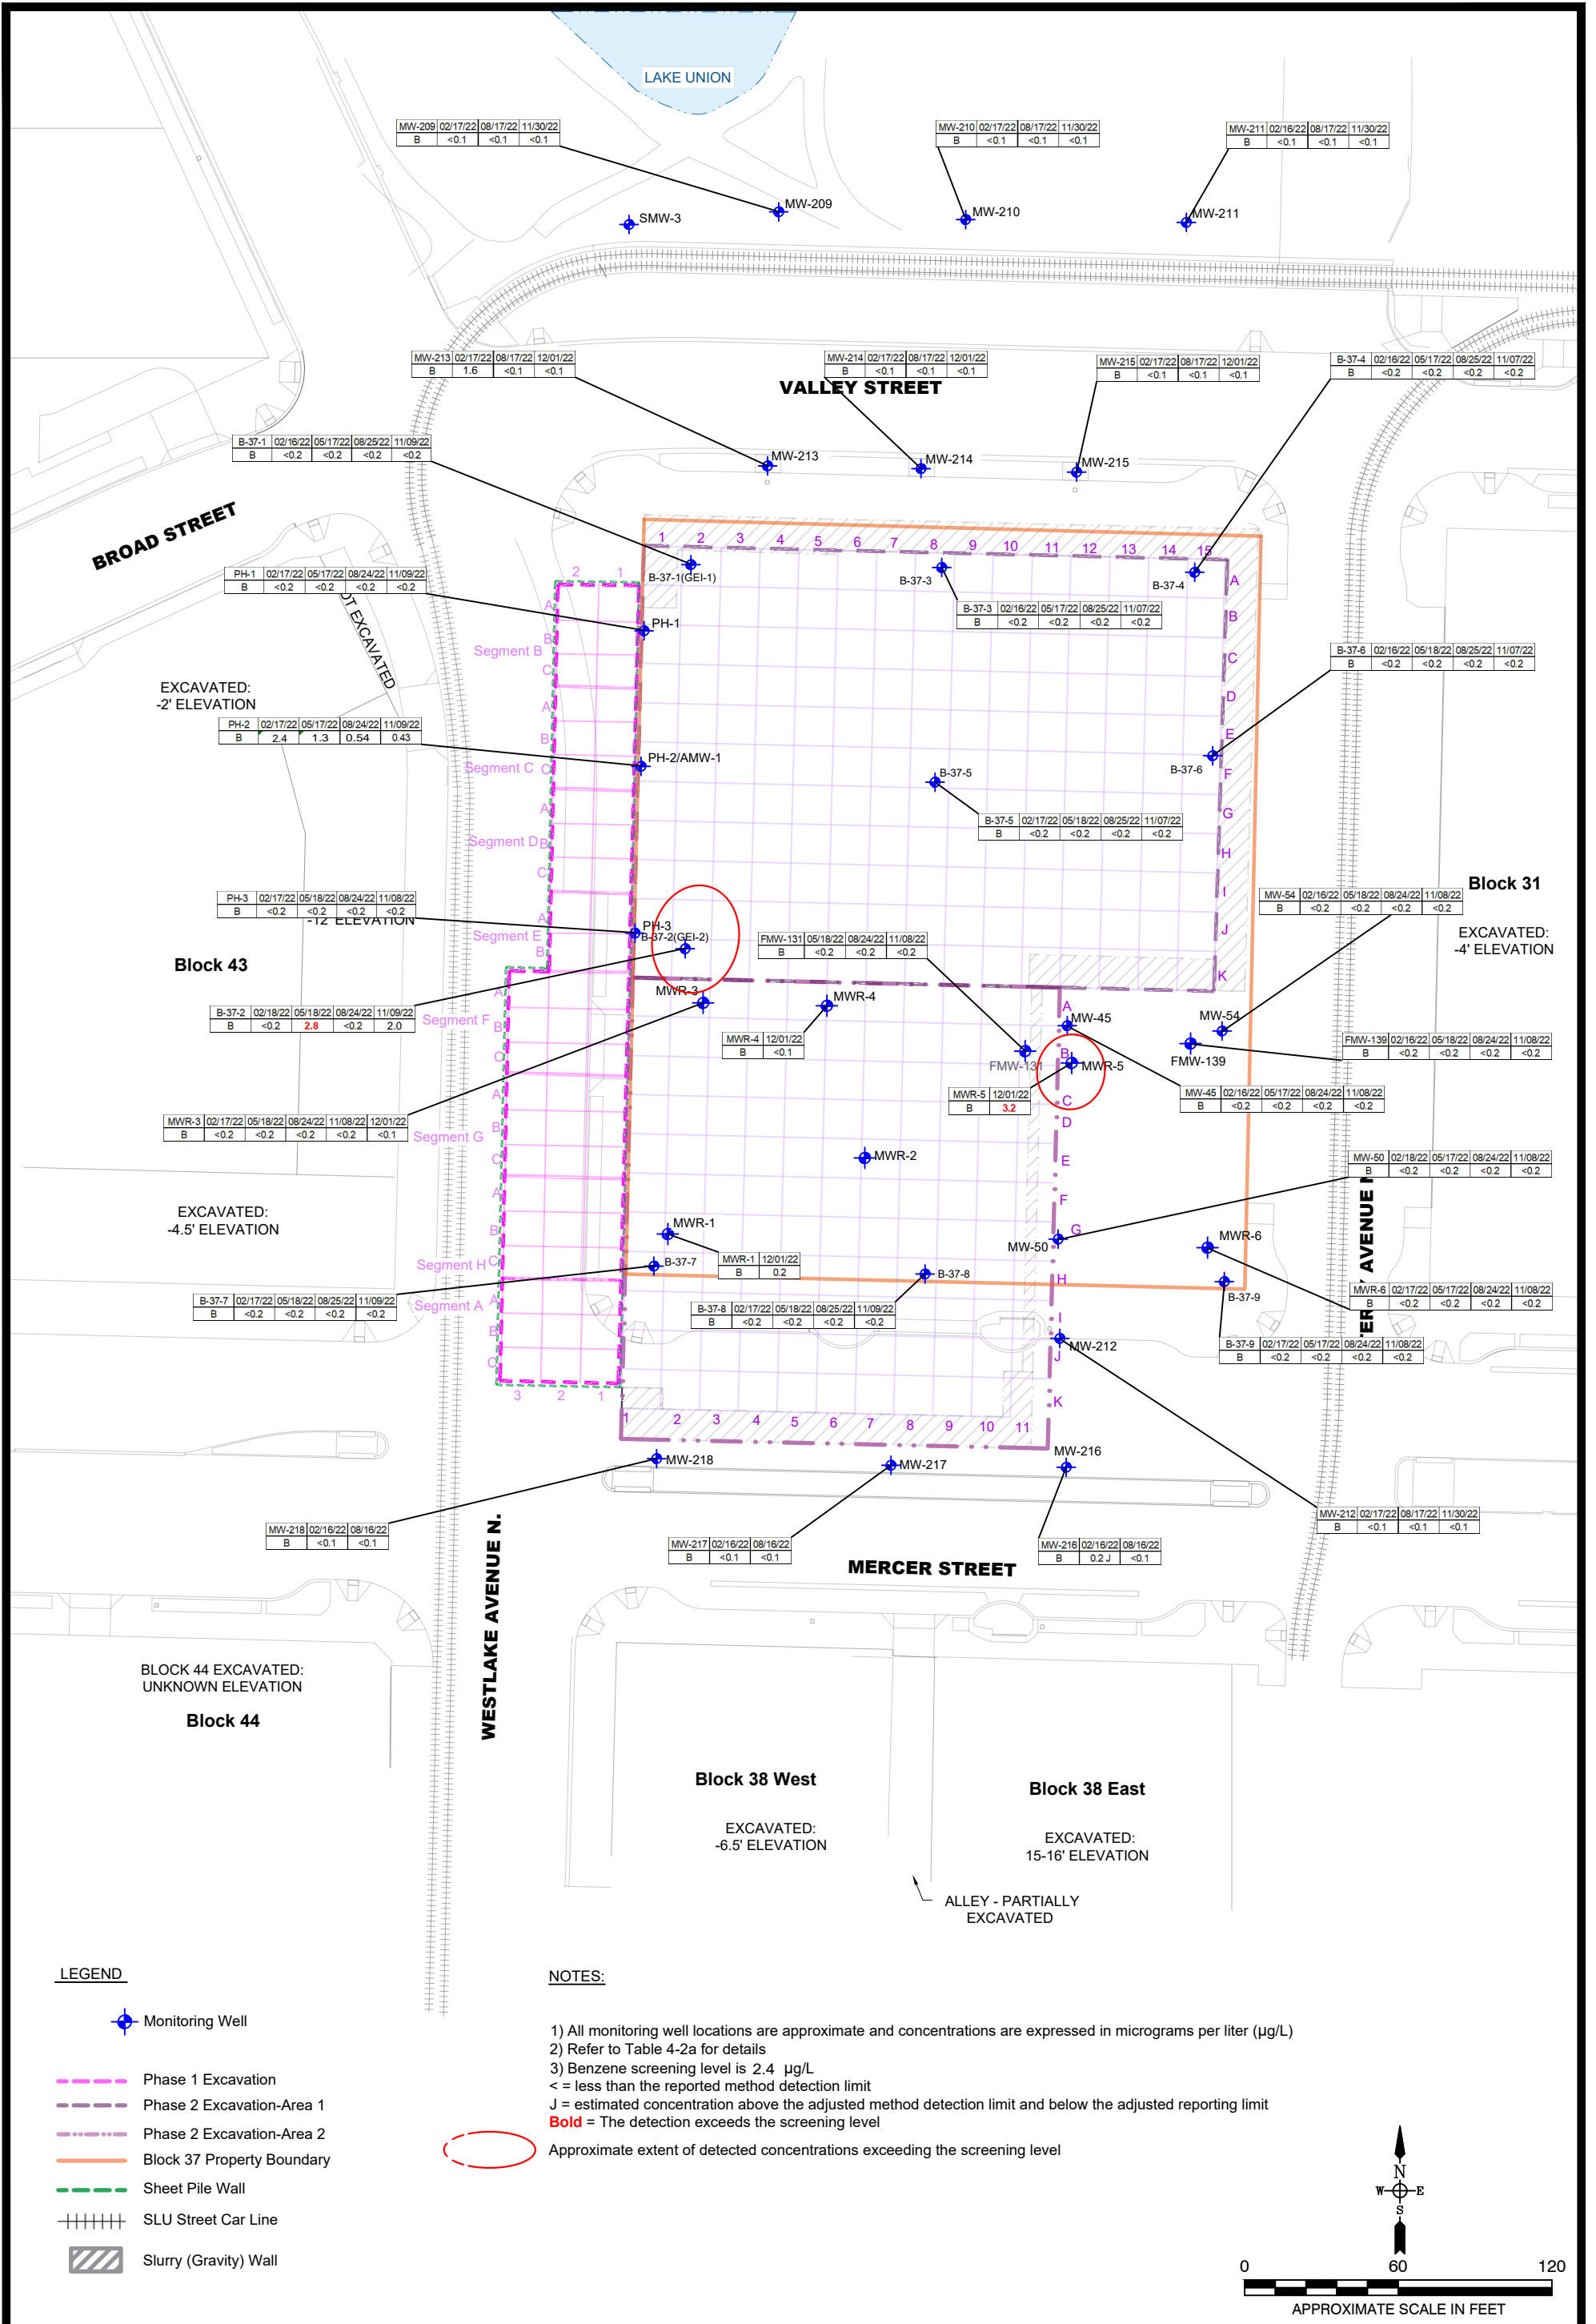 LAKE UNION
MW-209 02/17/22 08/17/22 11/30/22
B <0.1 <0.1 <0.1
MW-210 02/17/22 08/17/22 11/30/22
B <0.1 <0.1 <0.1
MW-211 02/16/22 08/17/22 11/30/22
B <0.1 <0.1 <0.1
SMW-3
MW-209
MW-210
MW-211
MW-213 02/17/22 08/17/22 12/01/22
B 1.6 <0.1 <0.1
MW-214 02/17/22 08/17/22 12/01/22
B <0.1 <0.1 <0.1
MW-215 02/17/22 08/17/22 12/01/22
B <0.1 <0.1 <0.1
B-37-4 02/16/22 05/17/22 08/25/22 11/07/22
B <0.2 <0.2 <0.2 <0.2
VALLEY STREET
B-37-1 02/16/22 05/17/22 08/25/22 11/09/22
B <0.2 <0.2 <0.2 <0.2
MW-213
MW-214
MW-215
BROAD STREET
1 2 3 4 5 6 7 8 9 10 11 12 13 14 15
B-37-1(GEI-1)
B-37-3
B-37-4
PH-1 02/17/22 05/17/22 08/24/22 11/09/22
B <0.2 <0.2 <0.2 <0.2
2 1
A
B
C
D
E
F
G
H
I
J
K
B-37-3 02/16/22 05/17/22 08/25/22 11/07/22
B <0.2 <0.2 <0.2 <0.2
OT EXCAVATED
PH-1
A
B
C
Segment B
B-37-6 02/16/22 05/18/22 08/25/22 11/07/22
B <0.2 <0.2 <0.2 <0.2
EXCAVATED:
-2' ELEVATION
PH-2 02/17/22 05/17/22 08/24/22 11/09/22
B 2.4 1.3 0.54 0.43
A
B
C
Segment C
PH-2/AMW-1
B-37-5
B-37-6
B-37-5 02/17/22 05/18/22 08/25/22 11/07/22
B <0.2 <0.2 <0.2 <0.2
A
B
C
Segment D
PH-3 02/17/22 05/18/22 08/24/22 11/08/22
B <0.2 <0.2 <0.2 <0.2
-12' ELEVATION
A
B
Segment E
PH-3
B-37-2(GEI-2)
FMW-131 05/18/22 08/24/22 11/08/22
B <0.2 <0.2 <0.2
MW-54 02/16/22 05/18/22 08/24/22 11/08/22
B <0.2 <0.2 <0.2 <0.2
Block 31
EXCAVATED:
-4' ELEVATION
Block 43
MWR-3
MWR-4
B-37-2 02/18/22 05/18/22 08/24/22 11/09/22
B <0.2 2.8 <0.2 2.0
A
B
C
Segment F
A
B
C
D
E
F
G
H
I
J
K
MW-45
MW-54
MWR-4 12/01/22
B <0.1
FMW-131
MWR-5
FMW-139
FMW-139 02/16/22 05/18/22 08/24/22 11/08/22
B <0.2 <0.2 <0.2 <0.2
MWR-5 12/01/22
B 3.2
MW-45 02/16/22 05/17/22 08/24/22 11/08/22
B <0.2 <0.2 <0.2 <0.2
MWR-3 02/17/22 05/18/22 08/24/22 11/08/22 12/01/22
B <0.2 <0.2 <0.2 <0.2 <0.1
A
B
C
Segment G
MWR-2
MW-50 02/18/22 05/17/22 08/24/22 11/08/22
B <0.2 <0.2 <0.2 <0.2
EXCAVATED:
-4.5' ELEVATION
A
B
C
Segment H
MWR-1
MW-50
MWR-6
B-37-7
MWR-1 12/01/22
B 0.2
B-37-8
B-37-9
MWR-6 02/17/22 05/17/22 08/24/22 11/08/22
B <0.2 <0.2 <0.2 <0.2
B-37-7 02/17/22 05/18/22 08/25/22 11/09/22
B <0.2 <0.2 <0.2 <0.2
A
B
C
Segment A
B-37-8 02/17/22 05/18/22 08/25/22 11/09/22
B <0.2 <0.2 <0.2 <0.2
MW-212
B-37-9 02/17/22 05/17/22 08/24/22 11/08/22
B <0.2 <0.2 <0.2 <0.2
AVENUE
3 2 1
1 2 3 4 5 6 7 8 9 10 11
MW-218
MW-217
MW-216
MW-212 02/17/22 08/17/22 11/30/22
B <0.1 <0.1 <0.1
MW-218 02/16/22 08/16/22
B <0.1 <0.1
MW-217 02/16/22 08/16/22
B <0.1 <0.1
MW-216 02/16/22 08/16/22
B 0.2 J <0.1
WESTLAKE AVENUE N.
MERCER STREET
BLOCK 44 EXCAVATED:
UNKNOWN ELEVATION
Block 44
Block 38 West
Block 38 East
EXCAVATED:
-6.5' ELEVATION
EXCAVATED:
15-16' ELEVATION
ALLEY - PARTIALLY
EXCAVATED
LEGEND
Monitoring Well
Phase 1 Excavation
Phase 2 Excavation-Area 1
Phase 2 Excavation-Area 2
Block 37 Property Boundary
Sheet Pile Wall
SLU Street Car Line
Slurry (Gravity) Wall
NOTES:
1) All monitoring well locations are approximate and concentrations are expressed in micrograms per liter (µg/L)
2) Refer to Table 4-2a for details
3) Benzene screening level is 2.4 µg/L
< = less than the reported method detection limit
J = estimated concentration above the adjusted method detection limit and below the adjusted reporting limit
Bold = The detection exceeds the screening level
Approximate extent of detected concentrations exceeding the screening level
N
W E
S
0 60 120
APPROXIMATE SCALE IN FEET